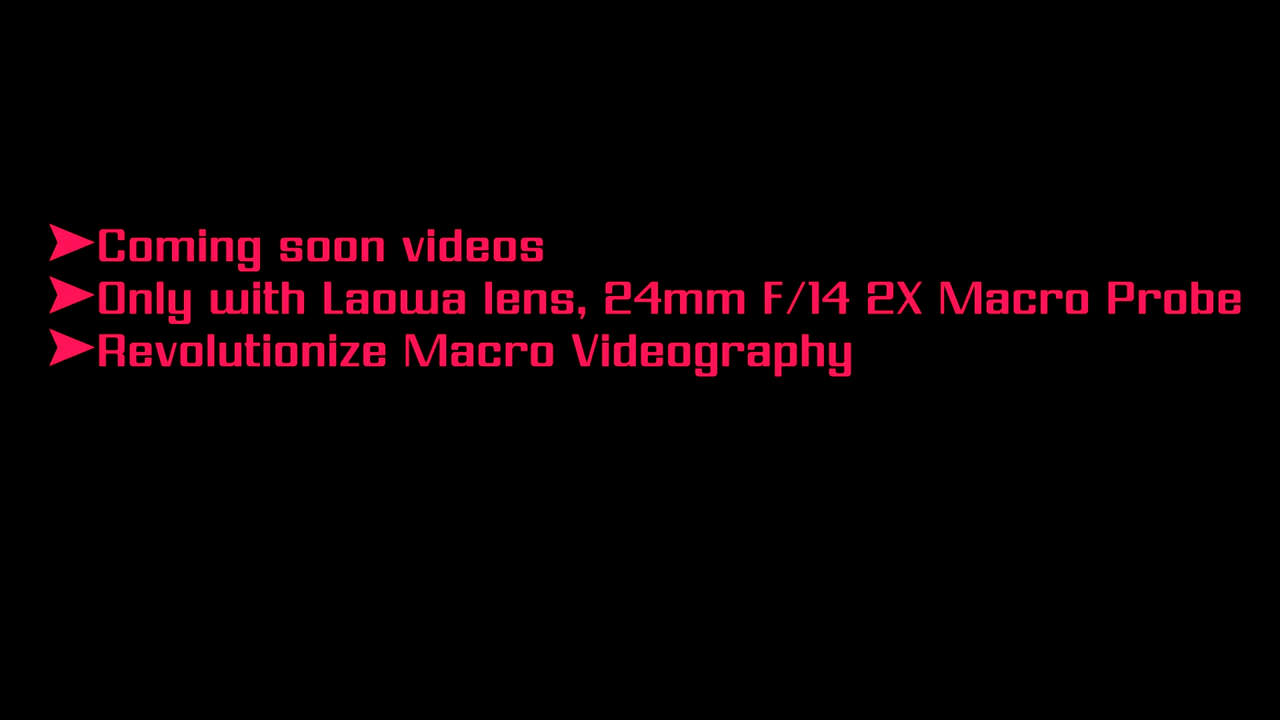 ➤Coming soon videos
➤Only with Laowa lens, 24mm F/14 2X Macro Probe
➤Revolutionize Macro Videography